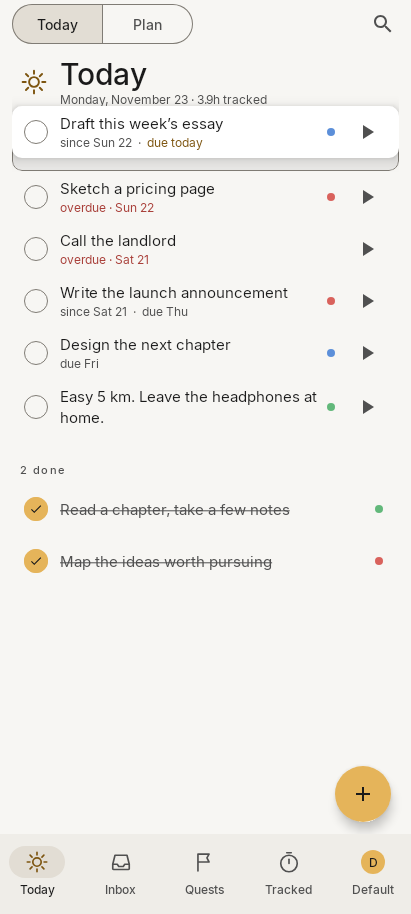 Today
Plan
Today
Monday, November 23 · 3.9h tracked
Draft this week’s essay
since Sun 22 · due today
Sketch a pricing page
overdue · Sun 22
Call the landlord
overdue · Sat 21
Write the launch announcement
since Sat 21 · due Thu
Design the next chapter
due Fri
Easy 5 km. Leave the headphones at
home.
2 done
Read a chapter, take a few notes
Map the ideas worth pursuing
D
Today
Inbox
Quests
Tracked
Default